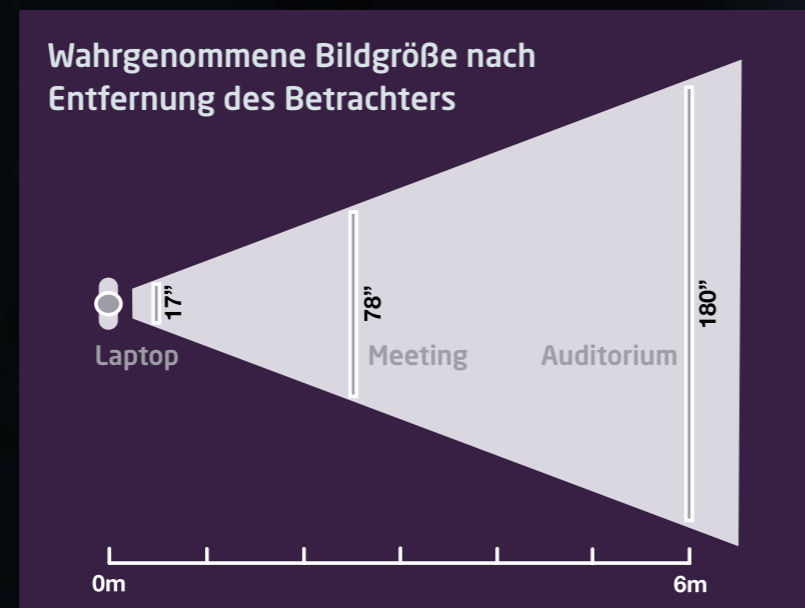 Wahrgenommene Bildgröße nach
Entfernung des Betrachters
17”
78”
180”
Laptop
Meeting
Auditorium
0m
6m